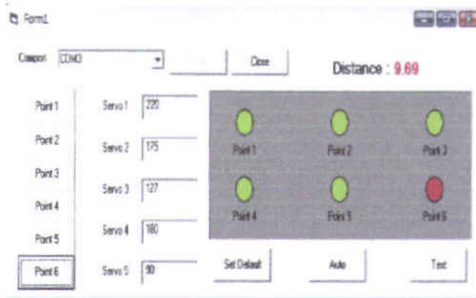 Form1
Comport COM3 Close
Distance : 9.69
Point 1 Servo 1 220
Point 2 Servo 2 175
Point 3 Servo 3 127
Point 4 Servo 4 180
Point 5 Servo 5 90
Point 6
Point 1 Point 2 Point 3
Point 4 Point 5 Point 6
Set Default Auto Test